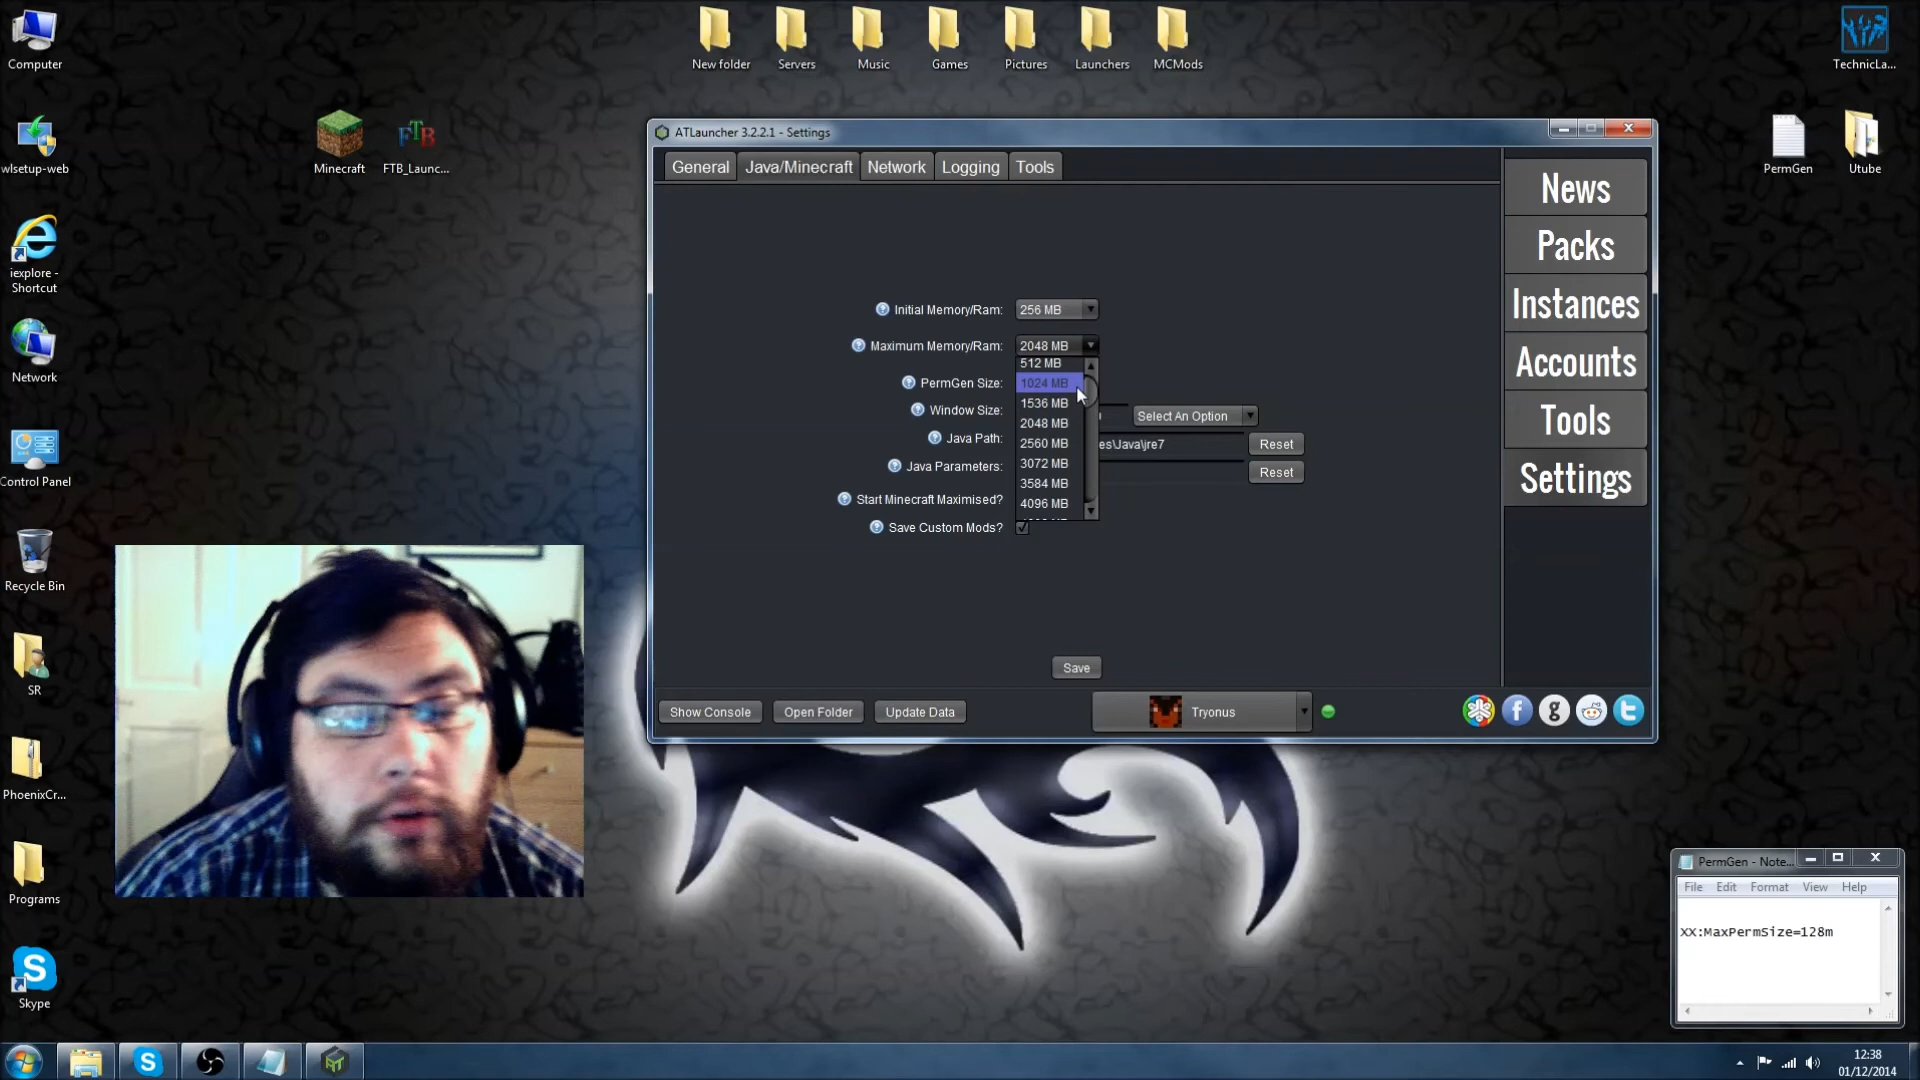 Computer
New folder
Servers
Music
Games
Pictures
Launchers
MCMods
TechnicLa...
wlsetup-web
Minecraft
FTB_Launc...
PermGen
Utube
iexplore -
Shortcut
Network
Control Panel
Recycle Bin
SR
PhoenixCr...
Programs
Skype
ATLauncher 3.2.2.1 - Settings
General
Java/Minecraft
Network
Logging
Tools
News
Packs
Instances
Accounts
Tools
Settings
Initial Memory/Ram: 256 MB
Maximum Memory/Ram: 2048 MB
512 MB
PermGen Size: 1024 MB
1536 MB
Window Size: Select An Option
2048 MB
Java Path: es\Java\jre7 Reset
2560 MB
Java Parameters: Reset
3072 MB
3584 MB
Start Minecraft Maximised?
4096 MB
Save Custom Mods?
Save
Show Console
Open Folder
Update Data
Tryonus
PermGen - Note...
File Edit Format View Help
XX:MaxPermSize=128m
12:38
01/12/2014